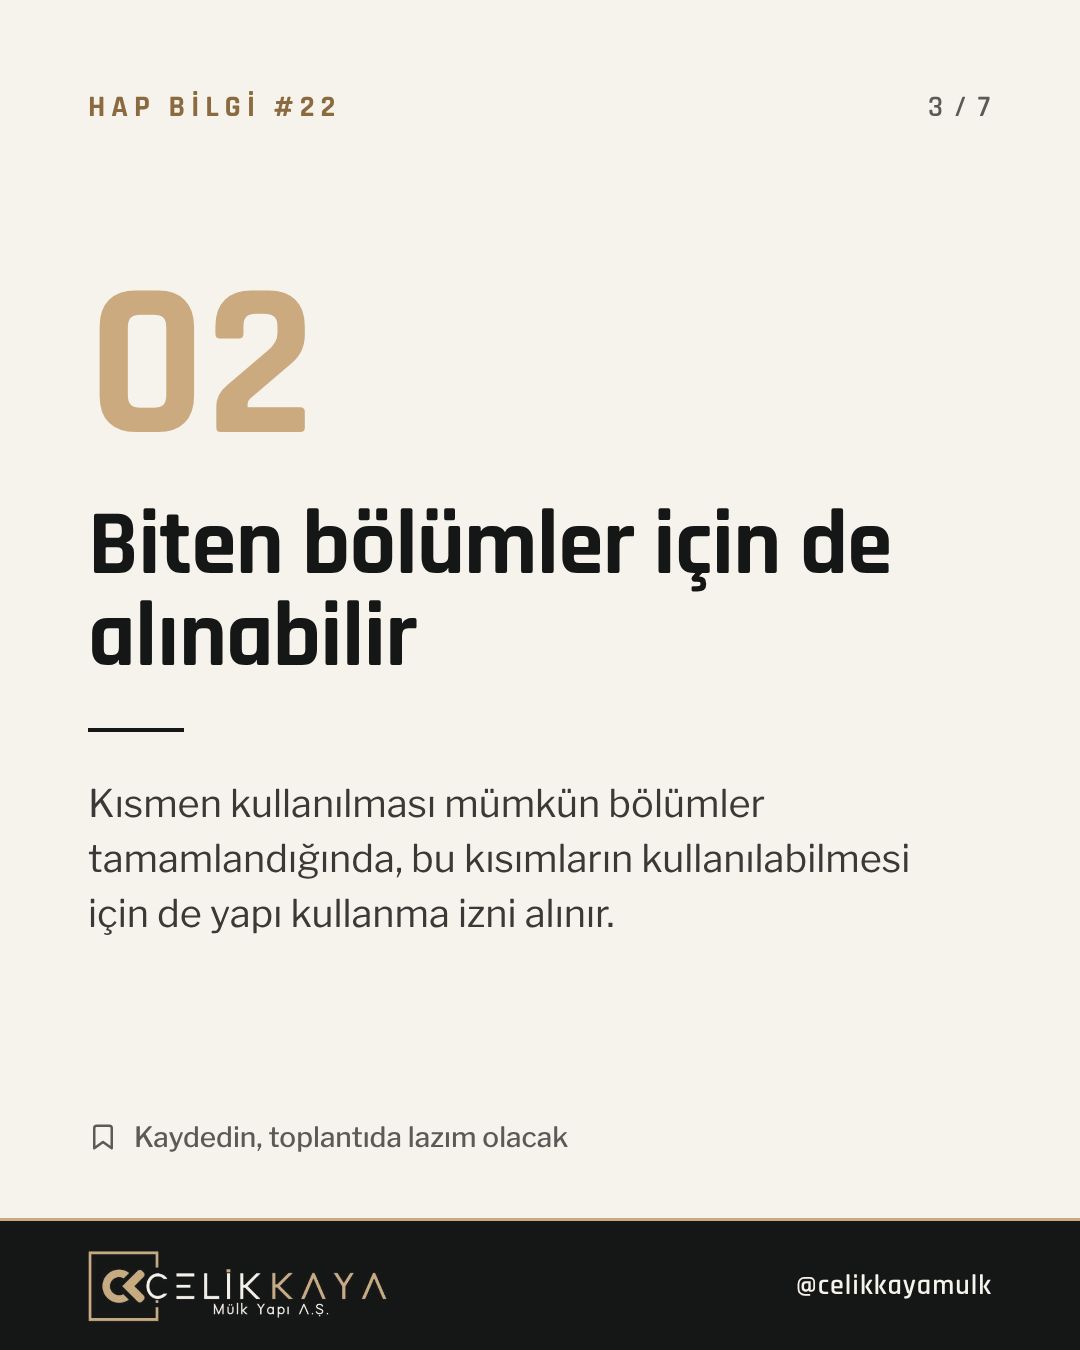 HAP BİLGİ #22
3 / 7
02
Biten bölümler için de
alınabilir
Kısmen kullanılması mümkün bölümler
tamamlandığında, bu kısımların kullanılabilmesi
için de yapı kullanma izni alınır.
Kaydedin, toplantıda lazım olacak
ÇELİKKAYA
Mülk Yapı A.Ş.
@celikkayamulk